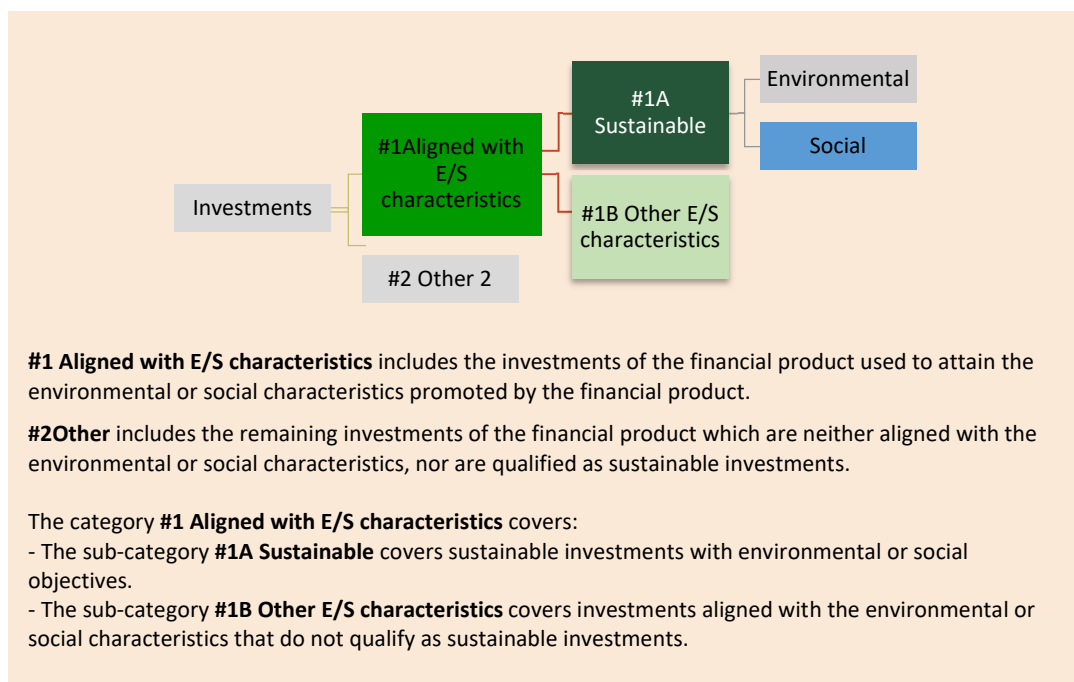 Investments
#1Aligned with
E/S
characteristics
#2 Other 2
#1A
Sustainable
#1B Other E/S
characteristics
Environmental
Social
#1 Aligned with E/S characteristics includes the investments of the financial product used to attain the
environmental or social characteristics promoted by the financial product.
#2Other includes the remaining investments of the financial product which are neither aligned with the
environmental or social characteristics, nor are qualified as sustainable investments.
The category #1 Aligned with E/S characteristics covers:
- The sub-category #1A Sustainable covers sustainable investments with environmental or social
objectives.
- The sub-category #1B Other E/S characteristics covers investments aligned with the environmental or
social characteristics that do not qualify as sustainable investments.